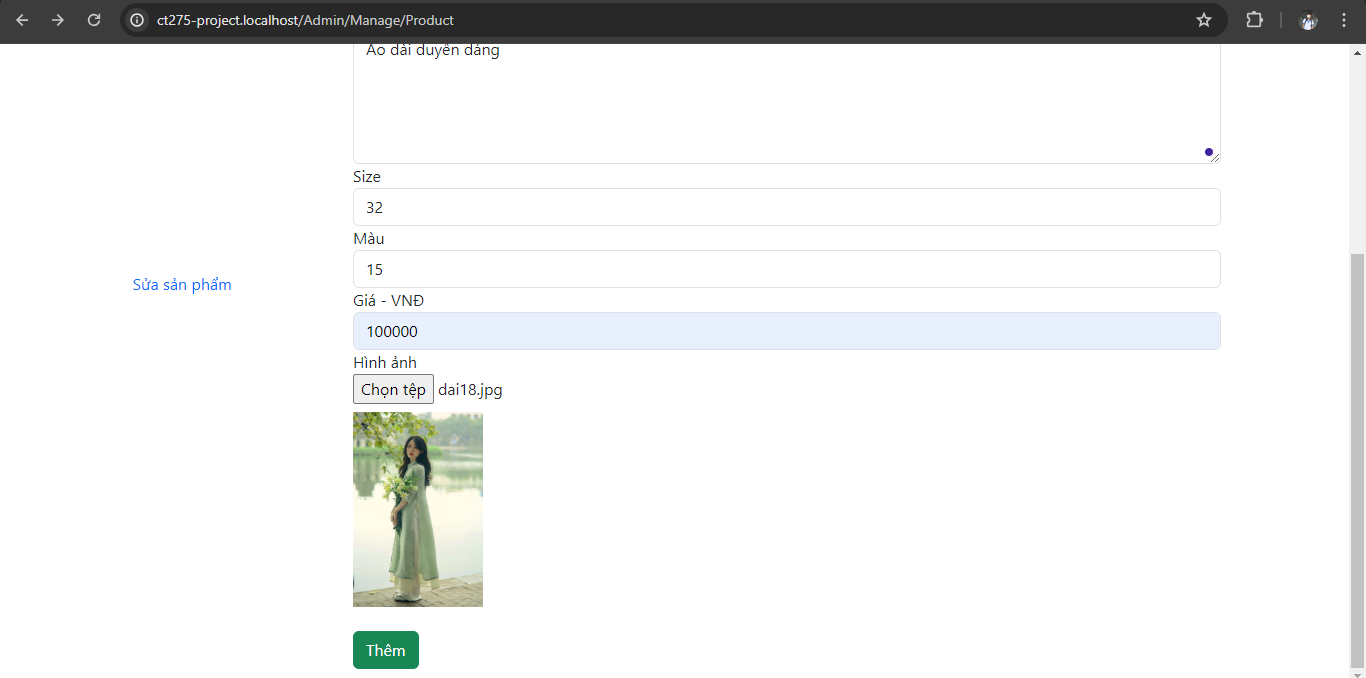 ct275-project.localhost/Admin/Manage/Product
Áo dài duyên dáng
Size
32
Màu
15
Sửa sản phẩm
Giá - VNĐ
100000
Hình ảnh
Chọn tệp dai18.jpg
Thêm